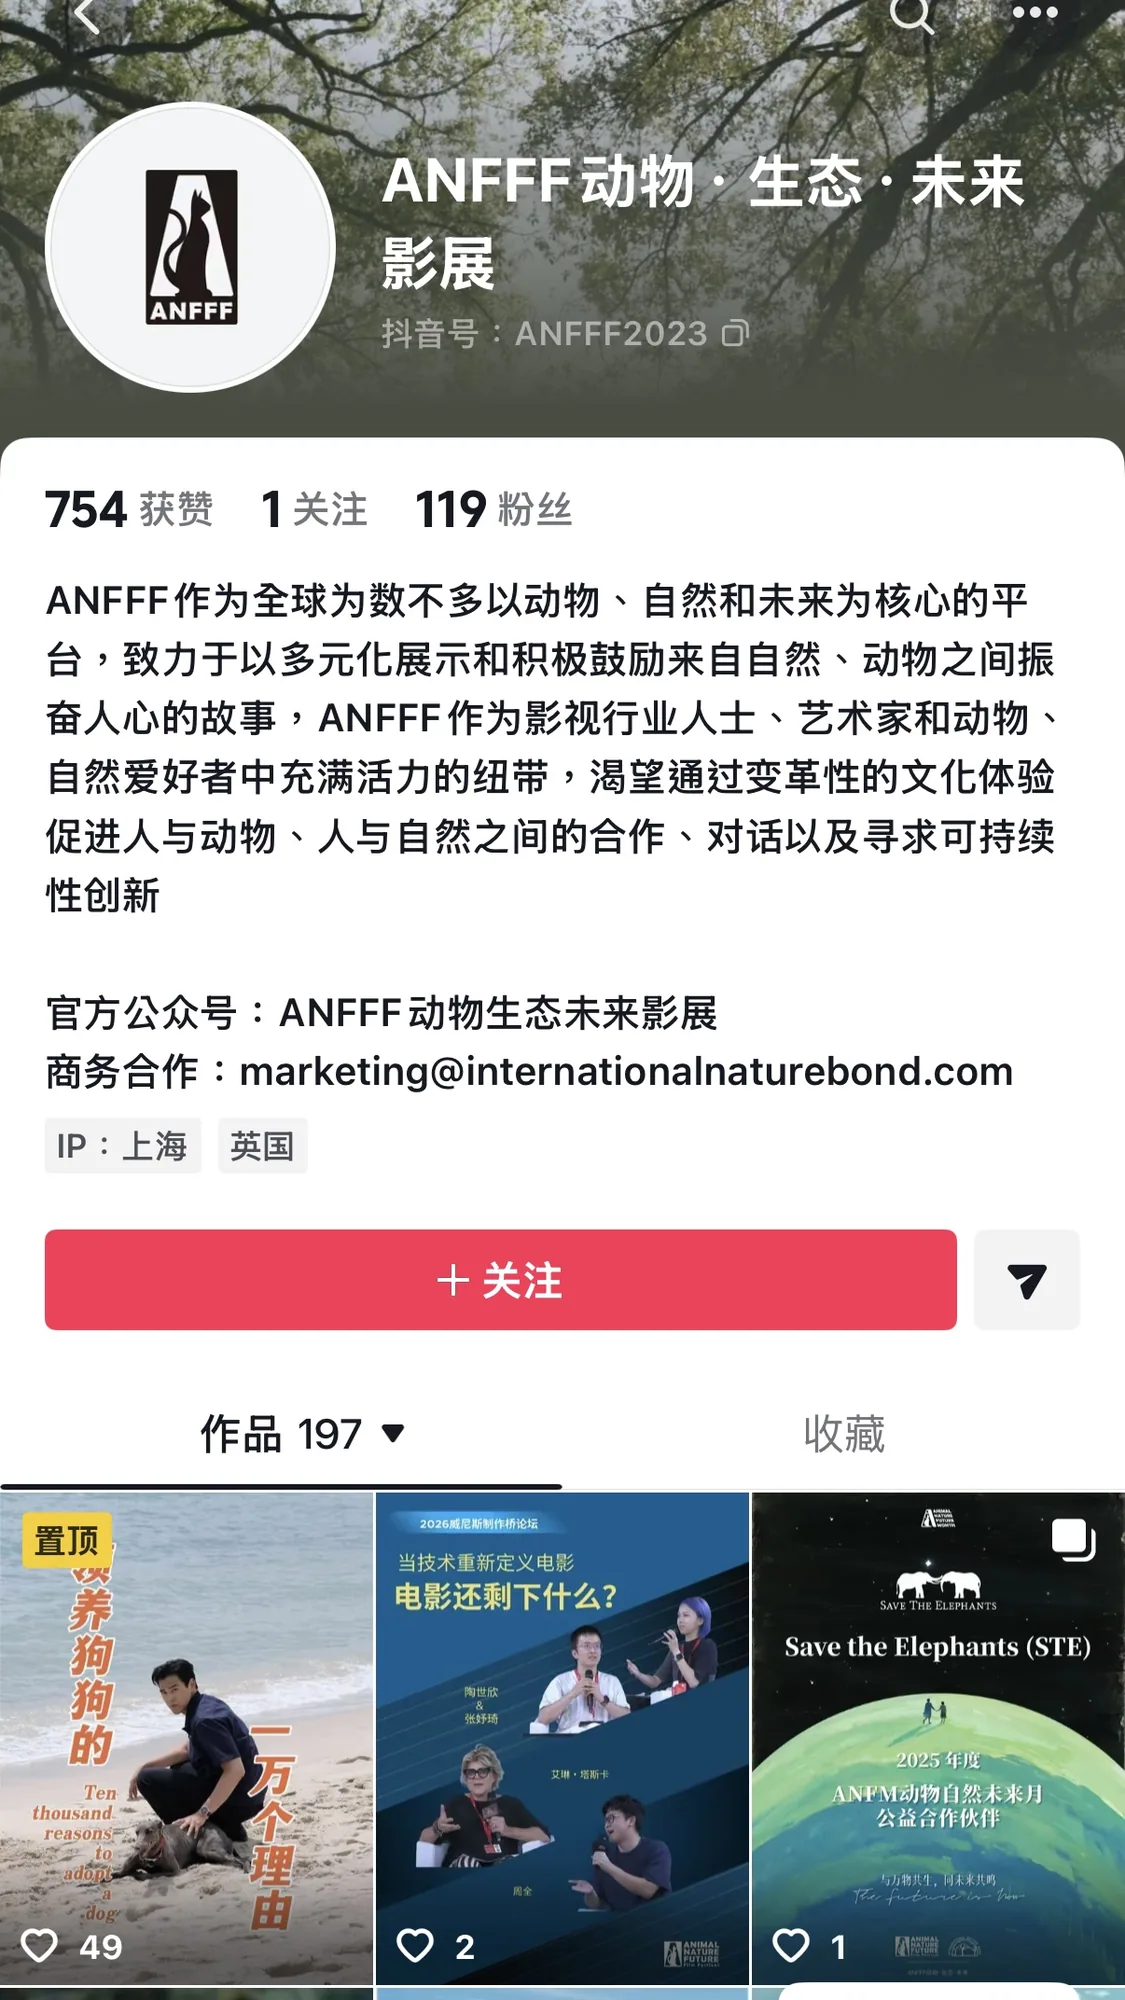 ANFFF动物·生态·未来
影展
抖音号：ANFFF2023
ANFFF
754 获赞 1 关注 119 粉丝
ANFFF作为全球为数不多以动物、自然和未来为核心的平
台，致力于以多元化展示和积极鼓励来自自然、动物之间振
奋人心的故事，ANFFF作为影视行业人士、艺术家和动物、
自然爱好者中充满活力的纽带，渴望通过变革性的文化体验
促进人与动物、人与自然之间的合作、对话以及寻求可持续
性创新
官方公众号：ANFFF动物生态未来影展
商务合作：marketing@internationalnaturebond.com
IP：上海 英国
关注
作品 197 收藏
置顶
领养狗狗的
一万个理由
Ten
thousand
reasons
to
adopt
a
dog
49
2026威尼斯制作桥论坛
当技术重新定义电影
电影还剩下什么？
陶世欣
&
张妤琦
艾琳·塔斯卡
周全
ANIMAL
NATURE
FUTURE
2
SAVE THE ELEPHANTS
Save the Elephants (STE)
2025 年度
ANFM动物自然未来月
公益合作伙伴
与万物共生，同未来共鸣
The future is Now
1